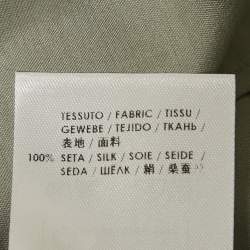 TESSUTO / FABRIC / TISSU /
GEWEBE / TEJIDO / ТКАНЬ /
表地 / 面料
100% SETA / SILK / SOIE / SEIDE /
SEDA / ШЁЛК / 絹 / 桑蚕